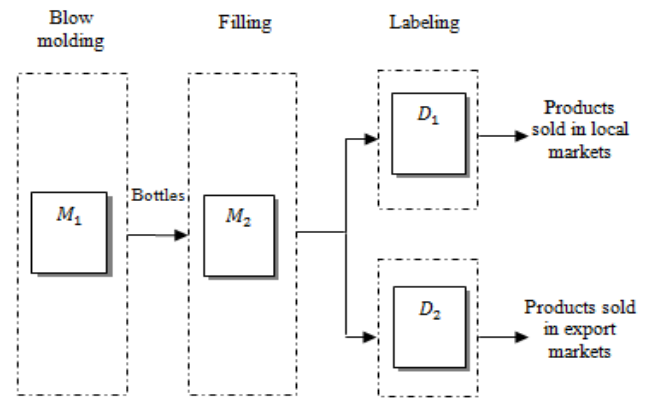 Blow
molding
Filling
Labeling
M₁
Bottles
M₂
D₁
Products
sold in local
markets
D₂
Products sold
in export
markets